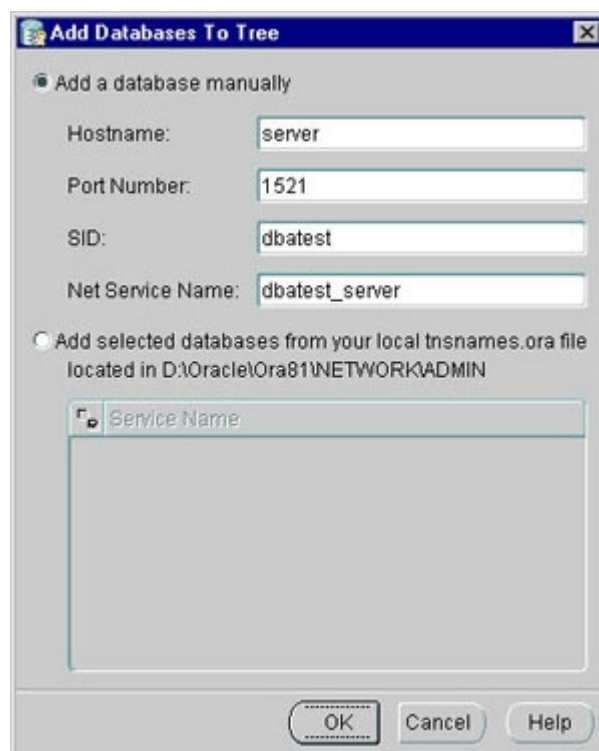 Add Databases To Tree
Add a database manually
Hostname: server
Port Number: 1521
SID: dbatest
Net Service Name: dbatest_server
Add selected databases from your local tnsnames.ora file
located in D:\Oracle\Ora81\NETWORK\ADMIN
Service Name
OK Cancel Help